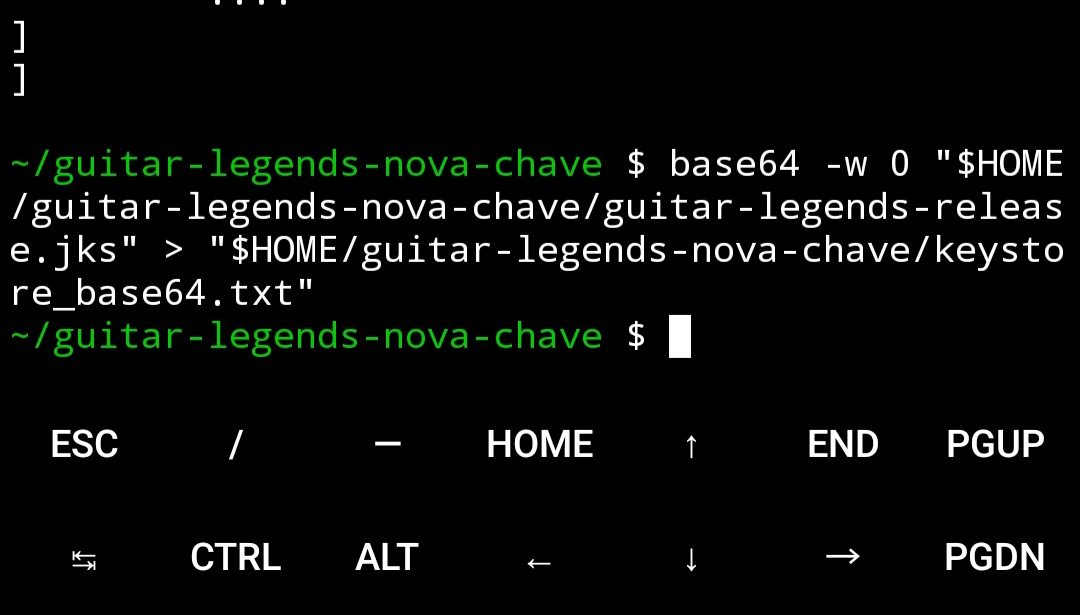 ]
]
~/guitar-legends-nova-chave $ base64 -w 0 "$HOME
/guitar-legends-nova-chave/guitar-legends-releas
e.jks" > "$HOME/guitar-legends-nova-chave/keysto
re_base64.txt"
~/guitar-legends-nova-chave $
ESC / — HOME ↑ END PGUP
↹ CTRL ALT ← ↓ → PGDN